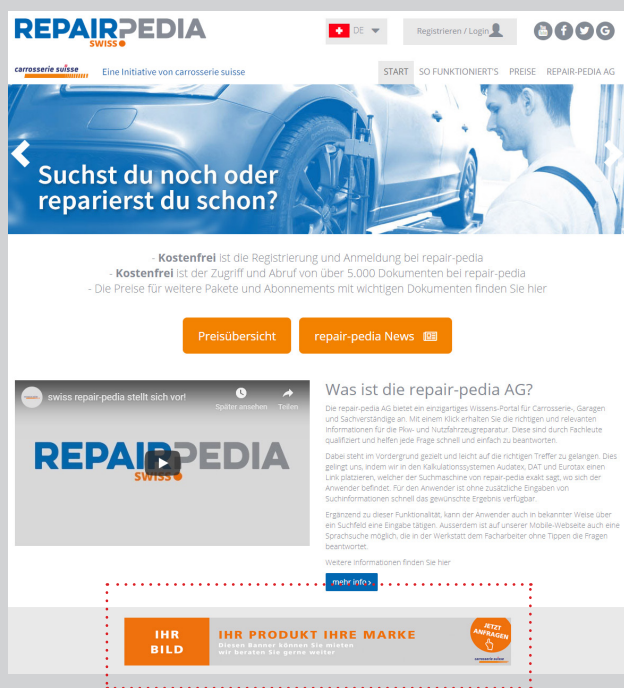 REPAIRPEDIA
SWISS
DE
Registrieren / Login
carrosserie suisse
Eine Initiative von carrosserie suisse
START SO FUNKTIONIERT'S PREISE REPAIR-PEDIA AG
Suchst du noch oder
reparierst du schon?
- Kostenfrei ist die Registrierung und Anmeldung bei repair-pedia
- Kostenfrei ist der Zugriff und Abruf von über 5.000 Dokumenten bei repair-pedia
- Die Preise für weitere Pakete und Abonnements mit wichtigen Dokumenten finden Sie hier
Preisübersicht
repair-pedia News
swiss repair-pedia stellt sich vor!
Später ansehen
Teilen
REPAIRPEDIA
SWISS
Was ist die repair-pedia AG?
Die repair-pedia AG bietet ein einzigartiges Wissens-Portal für Carrosserie-, Garagen
und Sachverständige an. Mit einem Klick erhalten Sie die richtigen und relevanten
Informationen für die Pkw- und Nutzfahrzeugreparatur. Diese sind durch Fachleute
qualifiziert und helfen jede Frage schnell und einfach zu beantworten.
Dabei steht im Vordergrund gezielt und leicht auf die richtigen Treffer zu gelangen. Dies
gelingt uns, indem wir in den Kalkulationssystemen Audatex, DAT und Eurotax einen
Link platzieren, welcher der Suchmaschine von repair-pedia exakt sagt, wo sich der
Anwender befindet. Für den Anwender ist ohne zusätzliche Eingaben von
Suchinformationen schnell das gewünschte Ergebnis verfügbar.
Ergänzend zu dieser Funktionalität, kann der Anwender auch in bekannter Weise über
ein Suchfeld eine Eingabe tätigen. Ausserdem ist auf unserer Mobile-Webseite auch eine
Sprachsuche möglich, die in der Werkstatt dem Facharbeiter ohne Tippen die Fragen
beantwortet.
Weitere Informationen finden Sie hier
mehr info >
IHR
BILD
IHR PRODUKT IHRE MARKE
Diesen Banner können Sie mieten
wir beraten Sie gerne weiter
JETZT
ANFRAGEN
carrosserie suisse